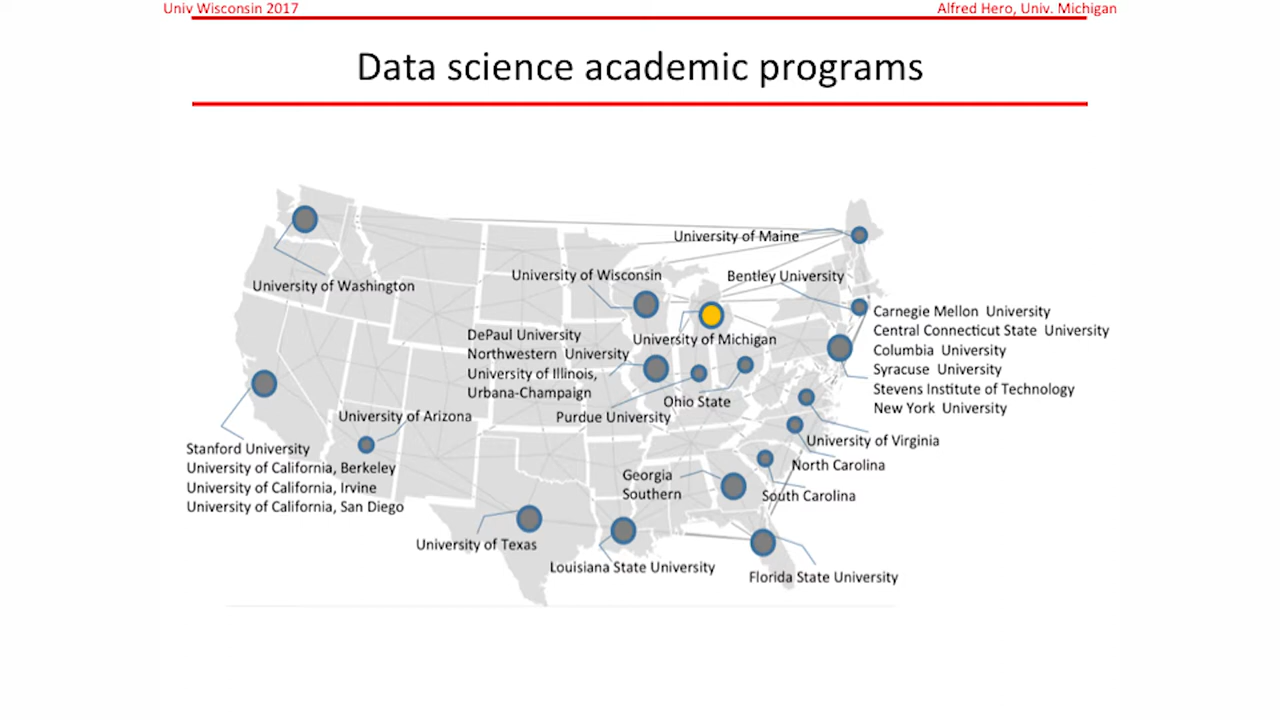 Univ Wisconsin 2017
Alfred Hero, Univ. Michigan
Data science academic programs
University of Maine
University of Wisconsin
Bentley University
University of Washington
Carnegie Mellon University
Central Connecticut State University
Columbia University
Syracuse University
Stevens Institute of Technology
New York University
DePaul University
Northwestern University
University of Illinois,
Urbana-Champaign
University of Michigan
Purdue University
Ohio State
University of Arizona
University of Virginia
North Carolina
South Carolina
Stanford University
University of California, Berkeley
University of California, Irvine
University of California, San Diego
Georgia
Southern
University of Texas
Louisiana State University
Florida State University